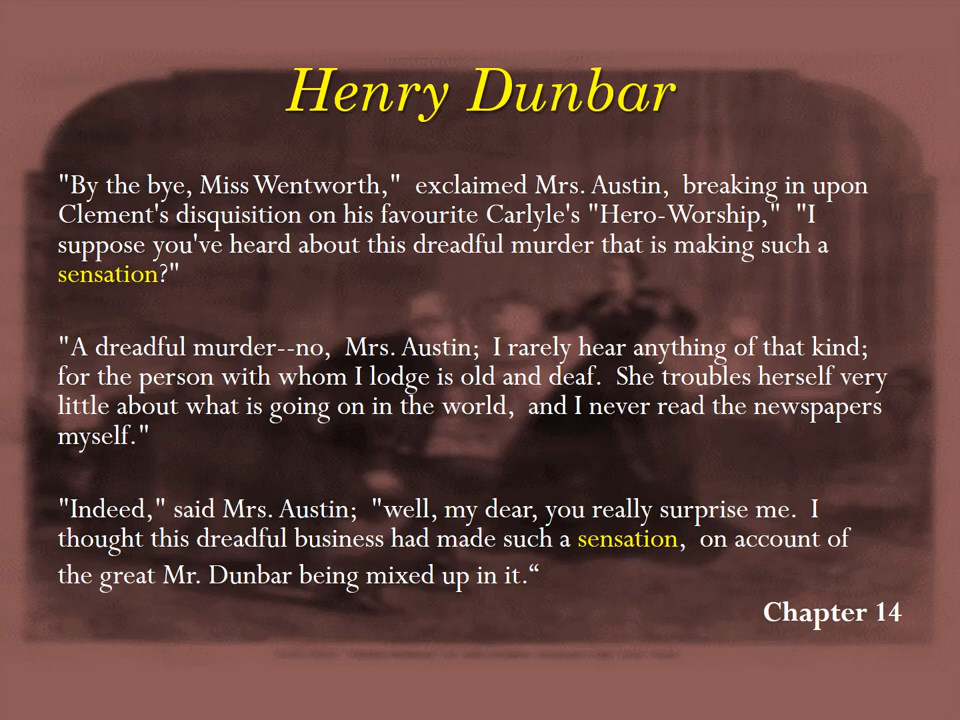 Henry Dunbar
"By the bye, Miss Wentworth,"  exclaimed Mrs. Austin,  breaking in upon
Clement's disquisition on his favourite Carlyle's "Hero-Worship,"  "I
suppose you've heard about this dreadful murder that is making such a
sensation?"
"A dreadful murder--no,  Mrs. Austin;  I rarely hear anything of that kind;
for the person with whom I lodge is old and deaf.  She troubles herself very
little about what is going on in the world,  and I never read the newspapers
myself."
"Indeed," said Mrs. Austin;  "well, my dear, you really surprise me.  I
thought this dreadful business had made such a sensation,  on account of
the great Mr. Dunbar being mixed up in it.“
Chapter 14